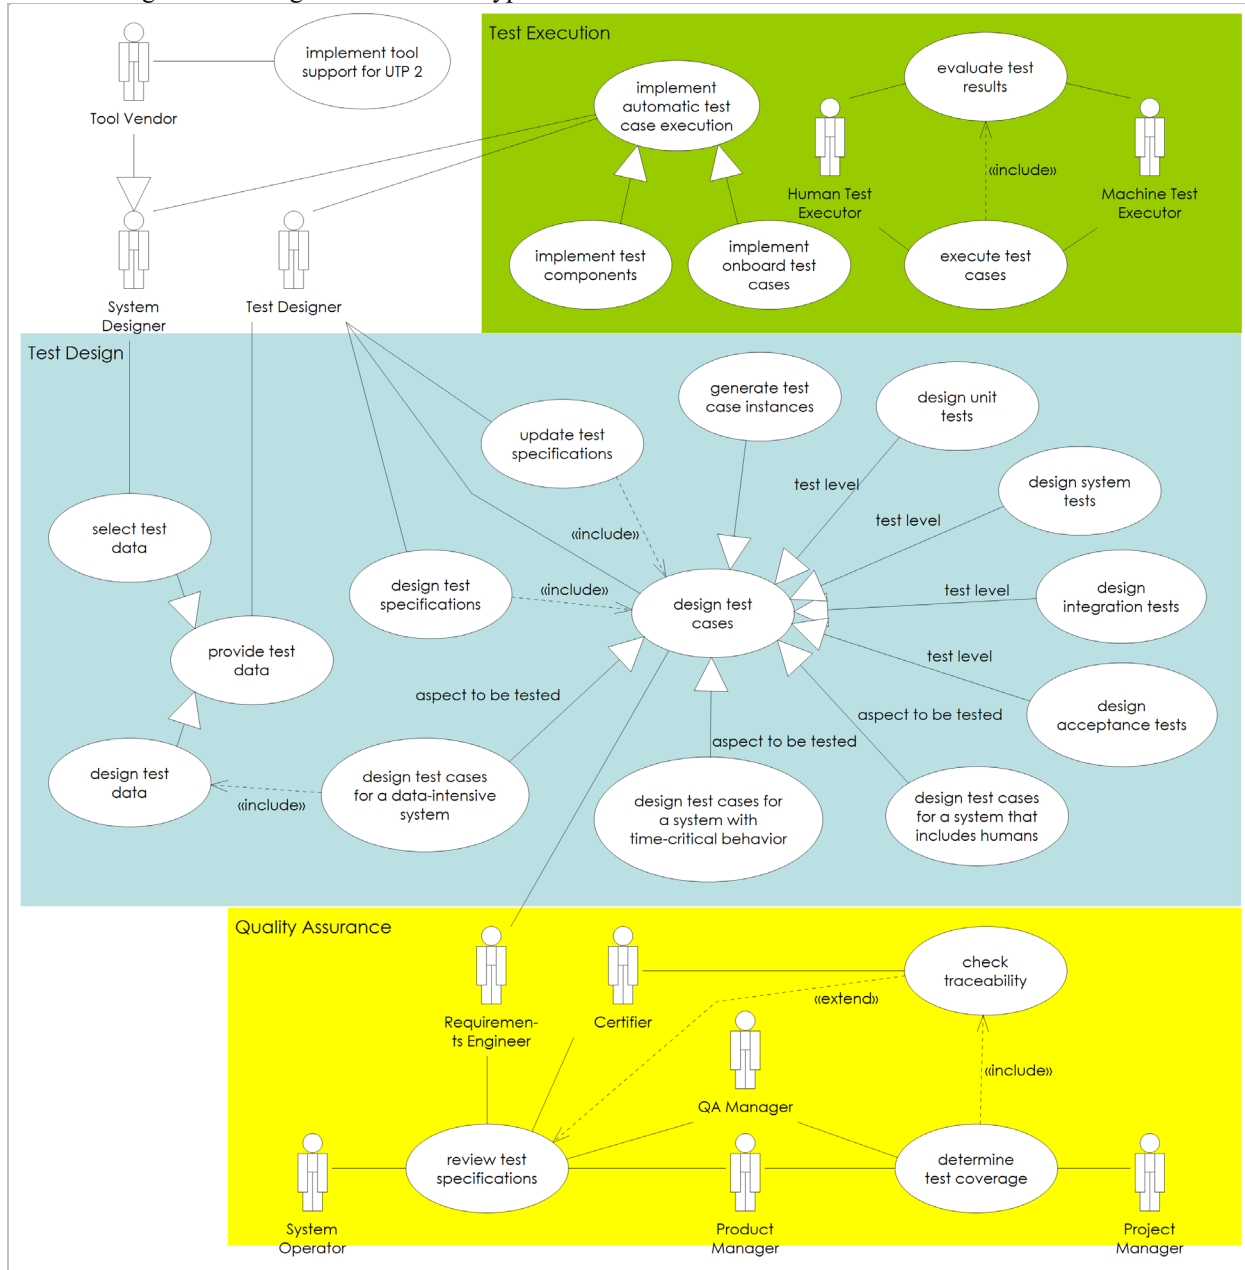 Tool Vendor
implement tool
support for UTP 2
Test Execution
implement
automatic test
case execution
evaluate test
results
Human Test
Executor
«include»
Machine Test
Executor
implement test
components
implement
onboard test
cases
execute test
cases
System
Designer
Test Designer
Test Design
generate test
case instances
design unit
tests
update test
specifications
test level
design system
tests
select test
data
«include»
test level
design test
specifications
«include»
design test
cases
test level
design
integration tests
provide test
data
test level
aspect to be tested
aspect to be tested
design
acceptance tests
aspect to be tested
design test
data
«include»
design test cases
for a data-intensive
system
design test cases for
a system with
time-critical behavior
design test cases
for a system that
includes humans
Quality Assurance
check
traceability
«extend»
Requiremen-
ts Engineer
Certifier
«include»
QA Manager
review test
specifications
determine
test coverage
System
Operator
Product
Manager
Project
Manager